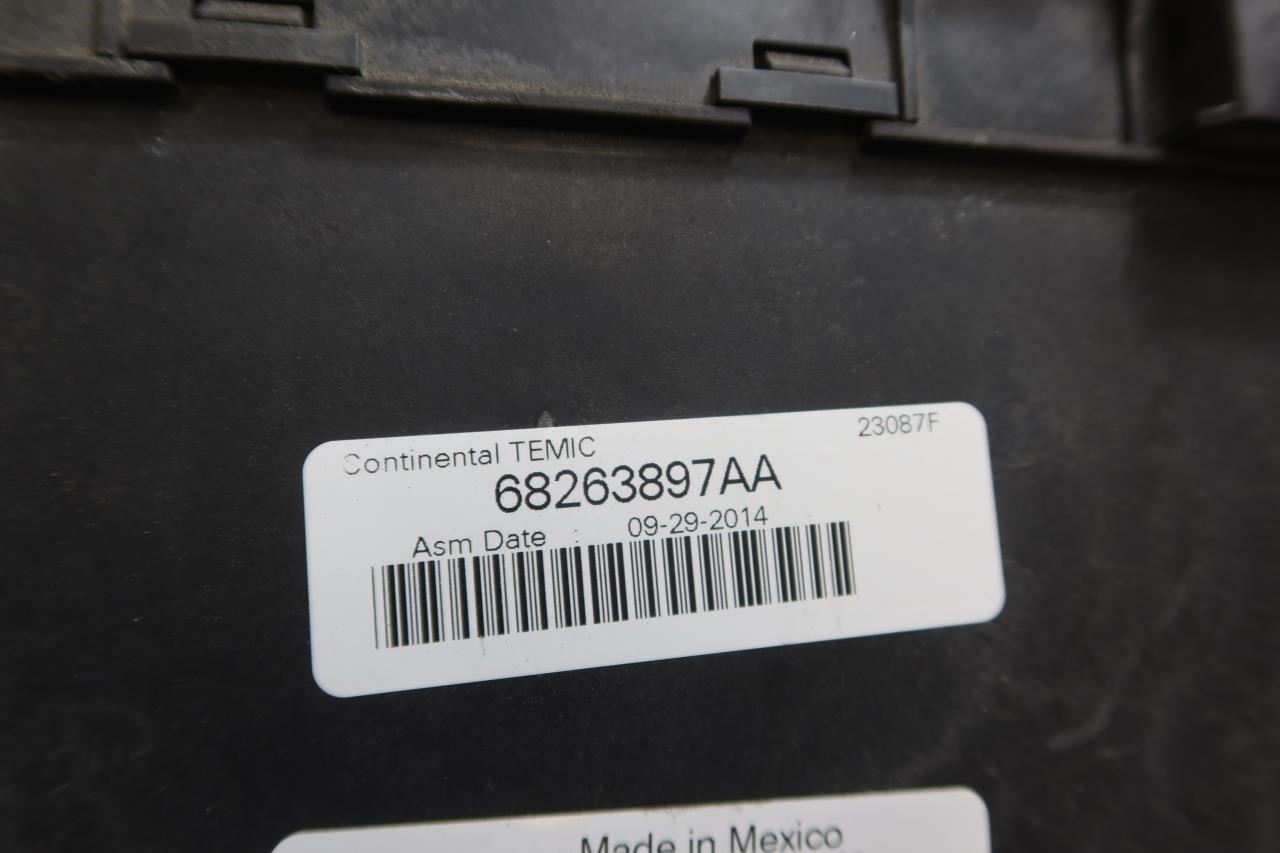 Continental TEMIC 23087F
68263897AA
Asm Date : 09-29-2014
Made in Mexico